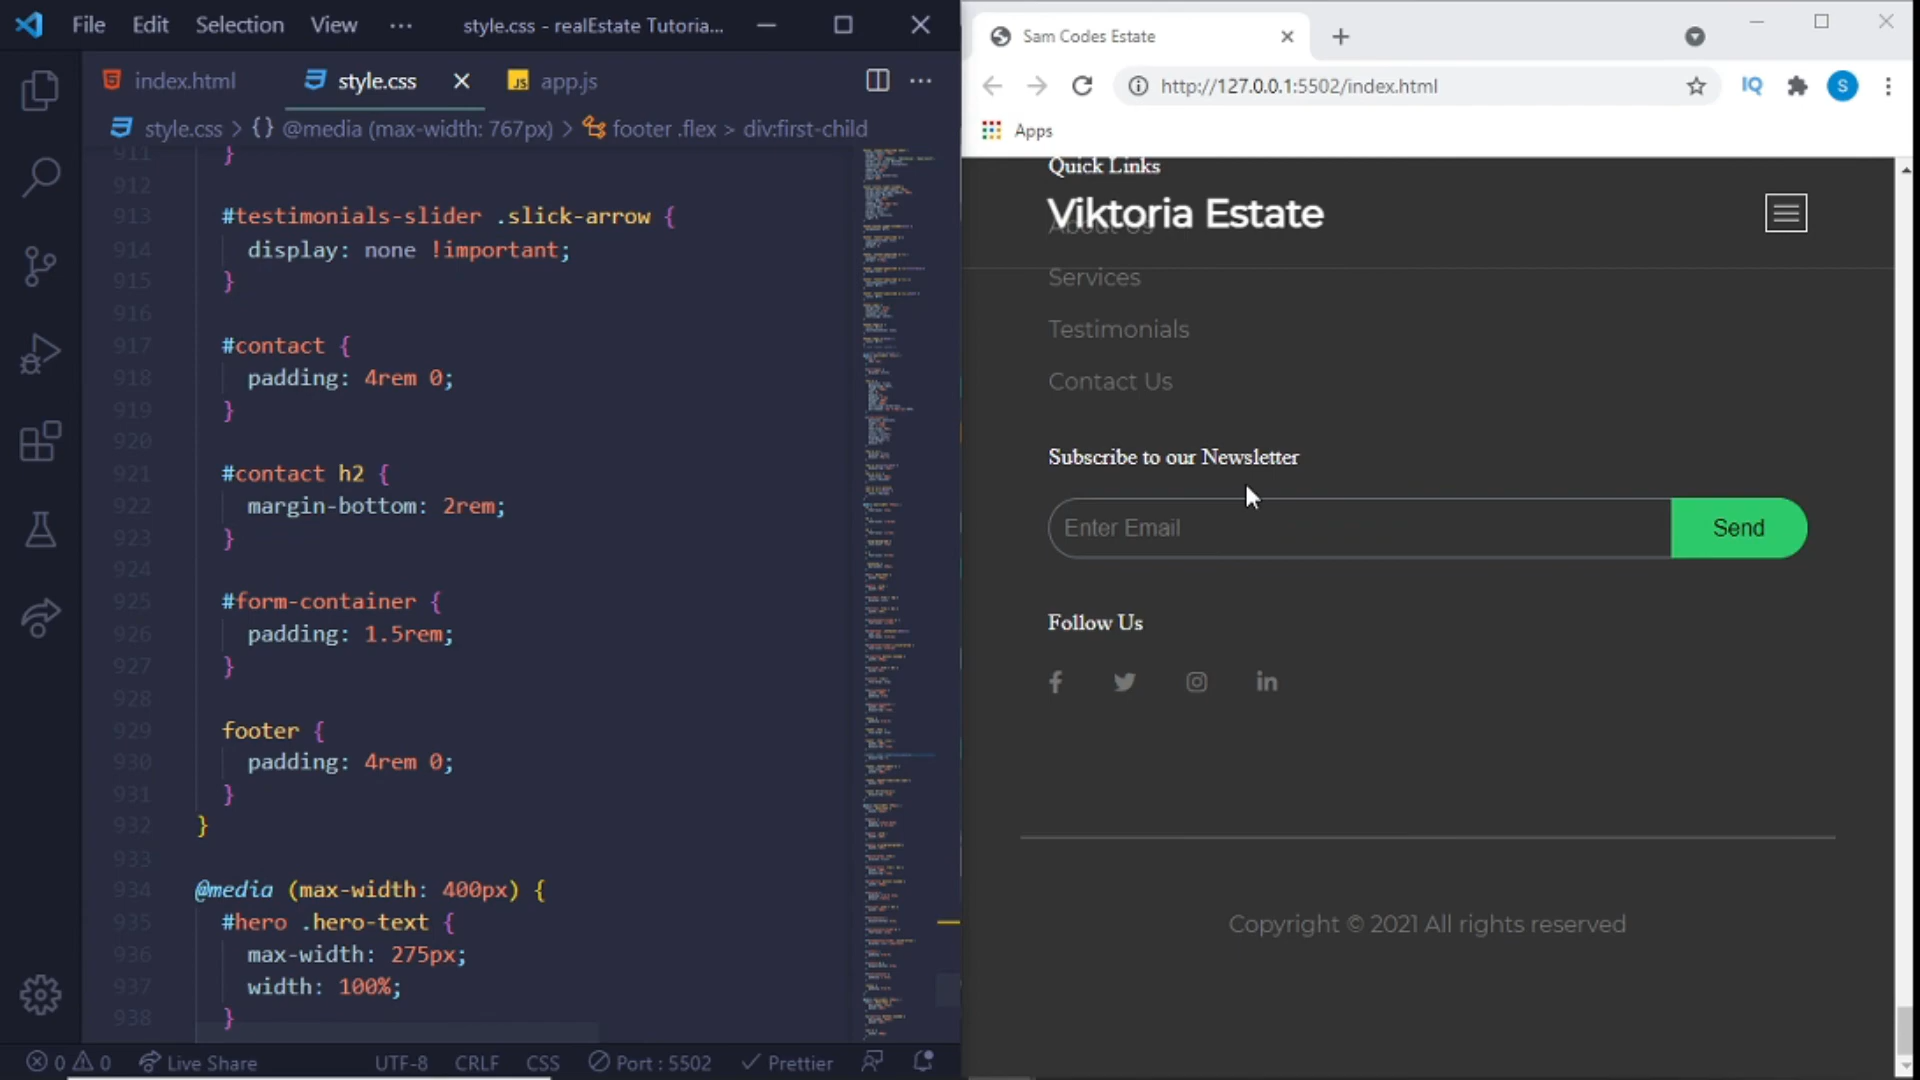 File Edit Selection View ··· style.css - realEstate Tutoria...
index.html style.css app.js
style.css > {} @media (max-width: 767px) > footer .flex > div:first-child
911 }
912
913 #testimonials-slider .slick-arrow {
914 display: none !important;
915 }
916
917 #contact {
918 padding: 4rem 0;
919 }
920
921 #contact h2 {
922 margin-bottom: 2rem;
923 }
924
925 #form-container {
926 padding: 1.5rem;
927 }
928
929 footer {
930 padding: 4rem 0;
931 }
932 }
933
934 @media (max-width: 400px) {
935 #hero .hero-text {
936 max-width: 275px;
937 width: 100%;
938 }
0 0 Live Share UTF-8 CRLF CSS Port : 5502 Prettier
Sam Codes Estate
http://127.0.0.1:5502/index.html IQ S
Apps
Quick Links
Viktoria Estate
About Us
Services
Testimonials
Contact Us
Subscribe to our Newsletter
Enter Email Send
Follow Us
Copyright © 2021 All rights reserved